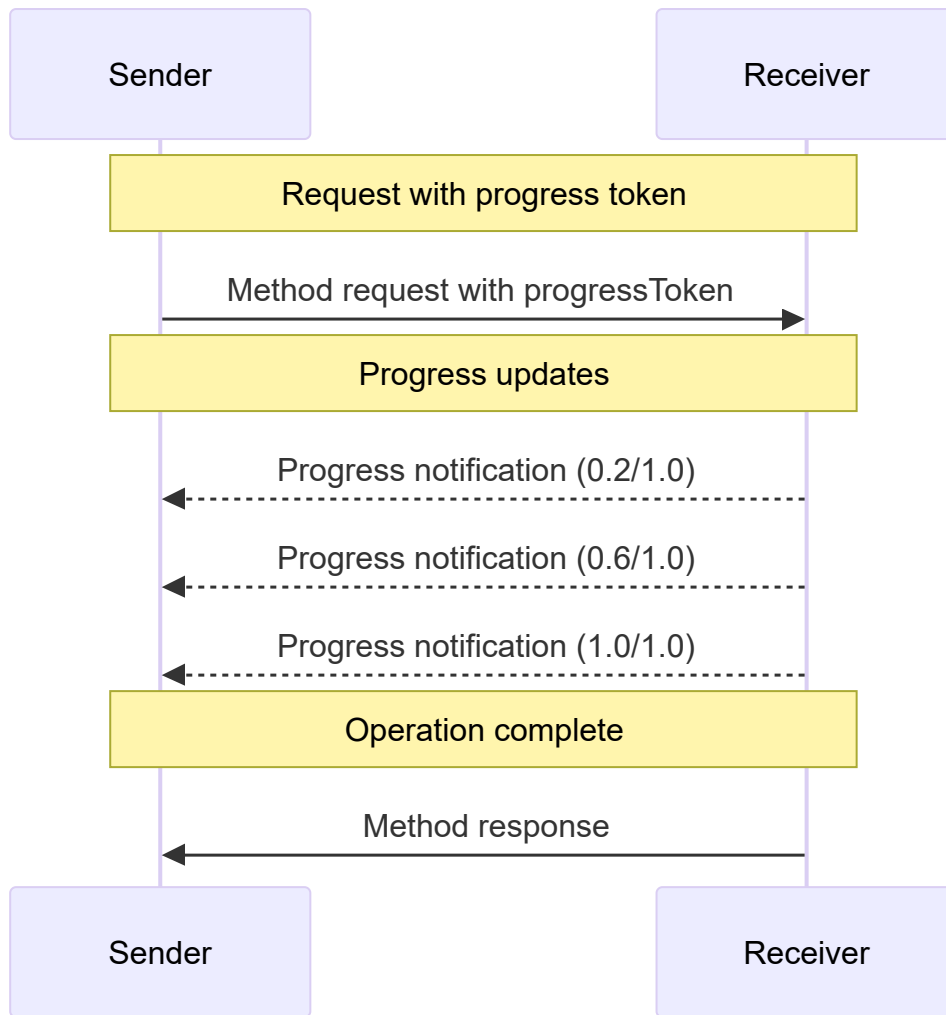 Sender
Receiver
Request with progress token
Method request with progressToken
Progress updates
Progress notification (0.2/1.0)
Progress notification (0.6/1.0)
Progress notification (1.0/1.0)
Operation complete
Method response
Sender
Receiver